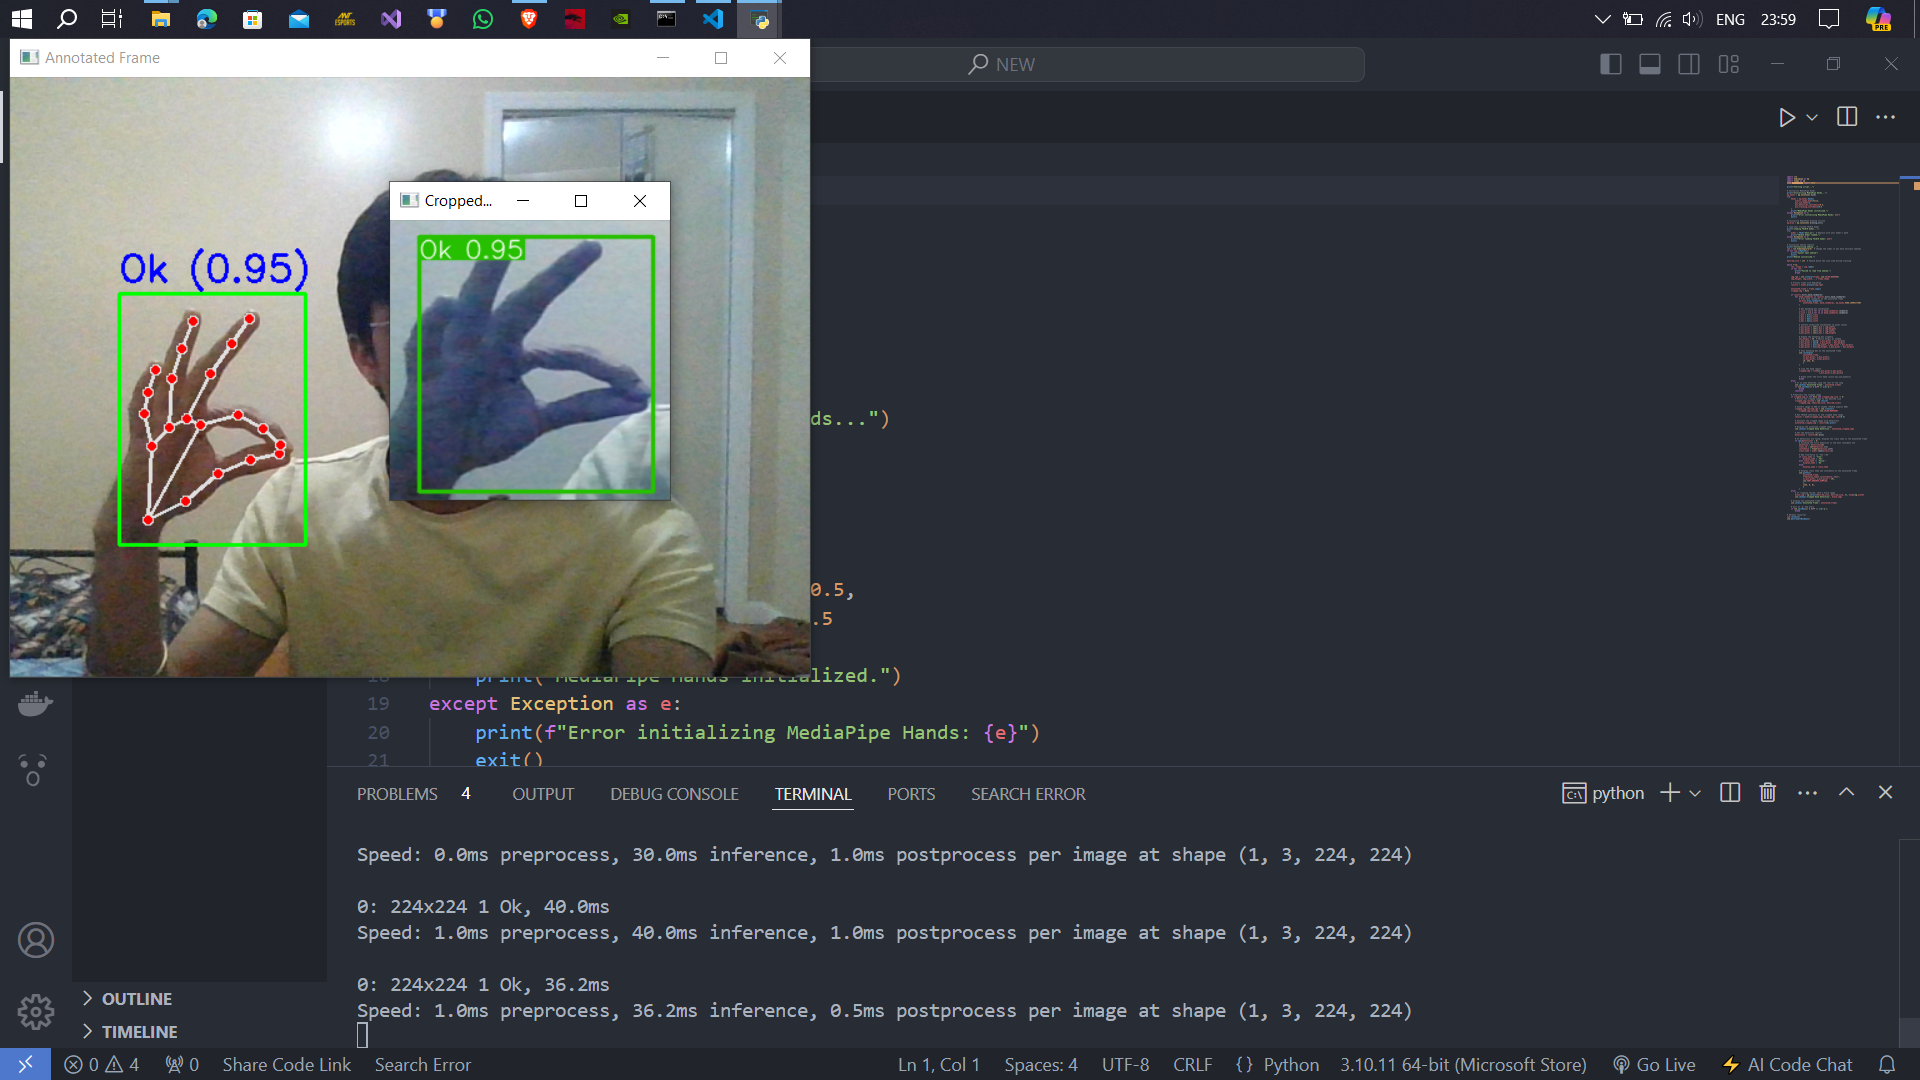 ANT
ESPORTS
ENG
23:59
PRE
Annotated Frame
NEW
Cropped...
Ok 0.95
Ok (0.95)
ds...")
0.5,
.5
print("MediaPipe Hands initialized.")
19 except Exception as e:
20 print(f"Error initializing MediaPipe Hands: {e}")
21 exit()
PROBLEMS 4 OUTPUT DEBUG CONSOLE TERMINAL PORTS SEARCH ERROR
python
Speed: 0.0ms preprocess, 30.0ms inference, 1.0ms postprocess per image at shape (1, 3, 224, 224)
0: 224x224 1 Ok, 40.0ms
Speed: 1.0ms preprocess, 40.0ms inference, 1.0ms postprocess per image at shape (1, 3, 224, 224)
0: 224x224 1 Ok, 36.2ms
Speed: 1.0ms preprocess, 36.2ms inference, 0.5ms postprocess per image at shape (1, 3, 224, 224)
OUTLINE
TIMELINE
0 4 0 Share Code Link Search Error Ln 1, Col 1 Spaces: 4 UTF-8 CRLF {} Python 3.10.11 64-bit (Microsoft Store) Go Live AI Code Chat